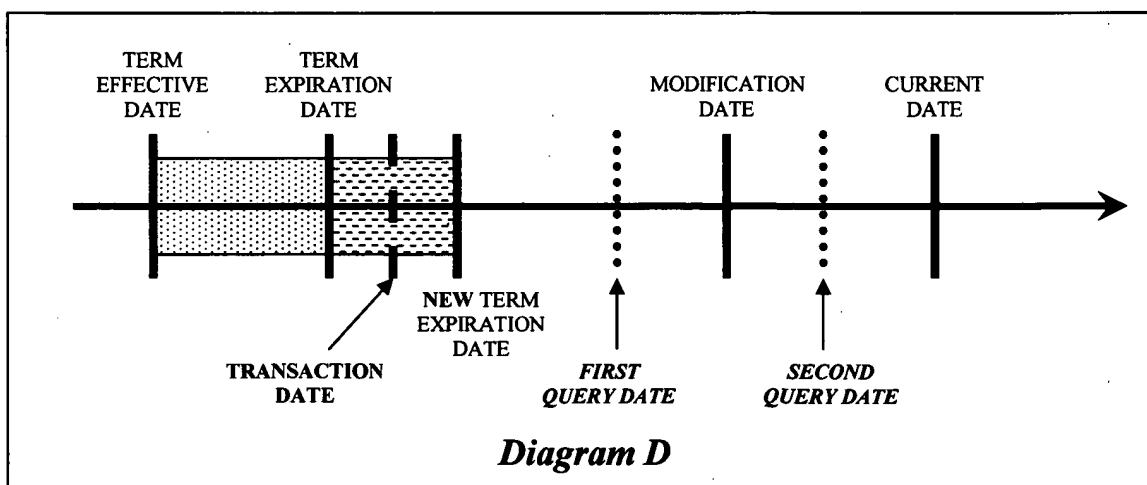 TERM
EFFECTIVE
DATE
TERM
EXPIRATION
DATE
MODIFICATION
DATE
CURRENT
DATE
NEW TERM
EXPIRATION
DATE
TRANSACTION
DATE
FIRST
QUERY DATE
SECOND
QUERY DATE
Diagram D